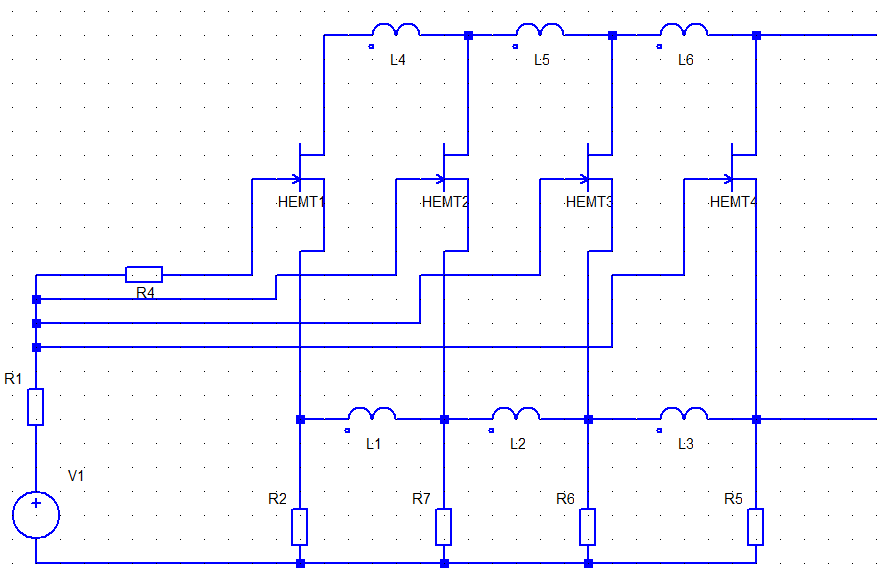 L4
L5
L6
HEMT1
HEMT2
HEMT3
HEMT4
R4
R1
L1
L2
L3
V1
+
R2
R7
R6
R5